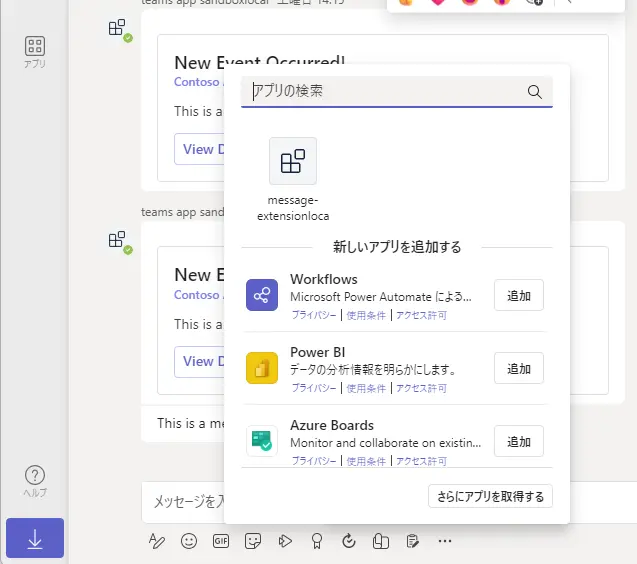 teams app sandboxlocal 土曜日 14:15
アプリ
New Event Occurred!
Contoso
This is a
View D
アプリの検索
message-
extensionloca
新しいアプリを追加する
Workflows
Microsoft Power Automate による...
プライバシー | 使用条件 | アクセス許可
追加
Power BI
データの分析情報を明らかにします。
プライバシー | 使用条件 | アクセス許可
追加
Azure Boards
Monitor and collaborate on existin...
プライバシー | 使用条件 | アクセス許可
追加
さらにアプリを取得する
teams app sand
New E
Contoso
This is a
View D
This is a me
ヘルプ
メッセージを入
GIF